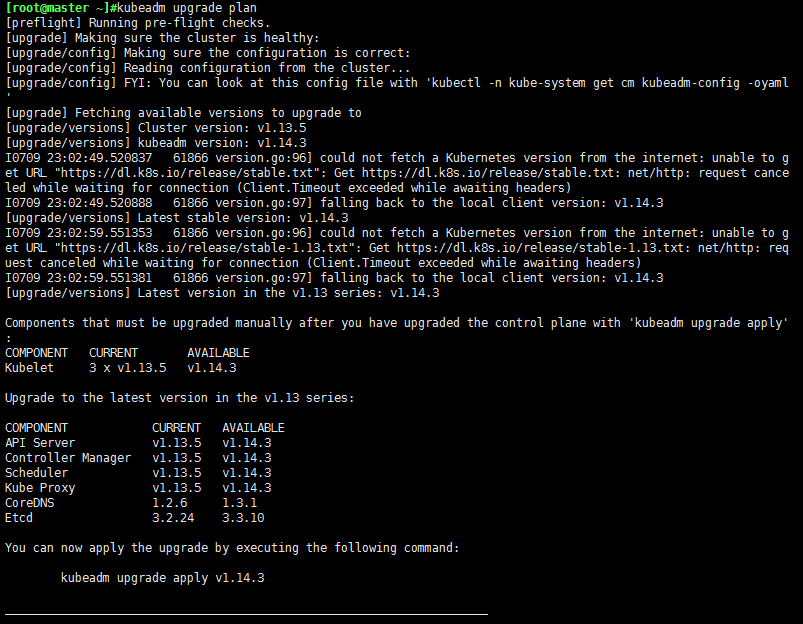 [root@master ~]#kubeadm upgrade plan
[preflight] Running pre-flight checks.
[upgrade] Making sure the cluster is healthy:
[upgrade/config] Making sure the configuration is correct:
[upgrade/config] Reading configuration from the cluster...
[upgrade/config] FYI: You can look at this config file with 'kubectl -n kube-system get cm kubeadm-config -oyaml
'
[upgrade] Fetching available versions to upgrade to
[upgrade/versions] Cluster version: v1.13.5
[upgrade/versions] kubeadm version: v1.14.3
I0709 23:02:49.520837   61866 version.go:96] could not fetch a Kubernetes version from the internet: unable to g
et URL "https://dl.k8s.io/release/stable.txt": Get https://dl.k8s.io/release/stable.txt: net/http: request cance
led while waiting for connection (Client.Timeout exceeded while awaiting headers)
I0709 23:02:49.520888   61866 version.go:97] falling back to the local client version: v1.14.3
[upgrade/versions] Latest stable version: v1.14.3
I0709 23:02:59.551353   61866 version.go:96] could not fetch a Kubernetes version from the internet: unable to g
et URL "https://dl.k8s.io/release/stable-1.13.txt": Get https://dl.k8s.io/release/stable-1.13.txt: net/http: req
uest canceled while waiting for connection (Client.Timeout exceeded while awaiting headers)
I0709 23:02:59.551381   61866 version.go:97] falling back to the local client version: v1.14.3
[upgrade/versions] Latest version in the v1.13 series: v1.14.3

Components that must be upgraded manually after you have upgraded the control plane with 'kubeadm upgrade apply'
:
COMPONENT   CURRENT       AVAILABLE
Kubelet     3 x v1.13.5   v1.14.3

Upgrade to the latest version in the v1.13 series:

COMPONENT            CURRENT   AVAILABLE
API Server           v1.13.5   v1.14.3
Controller Manager   v1.13.5   v1.14.3
Scheduler            v1.13.5   v1.14.3
Kube Proxy           v1.13.5   v1.14.3
CoreDNS              1.2.6     1.3.1
Etcd                 3.2.24    3.3.10

You can now apply the upgrade by executing the following command:

        kubeadm upgrade apply v1.14.3

_____________________________________________________________________